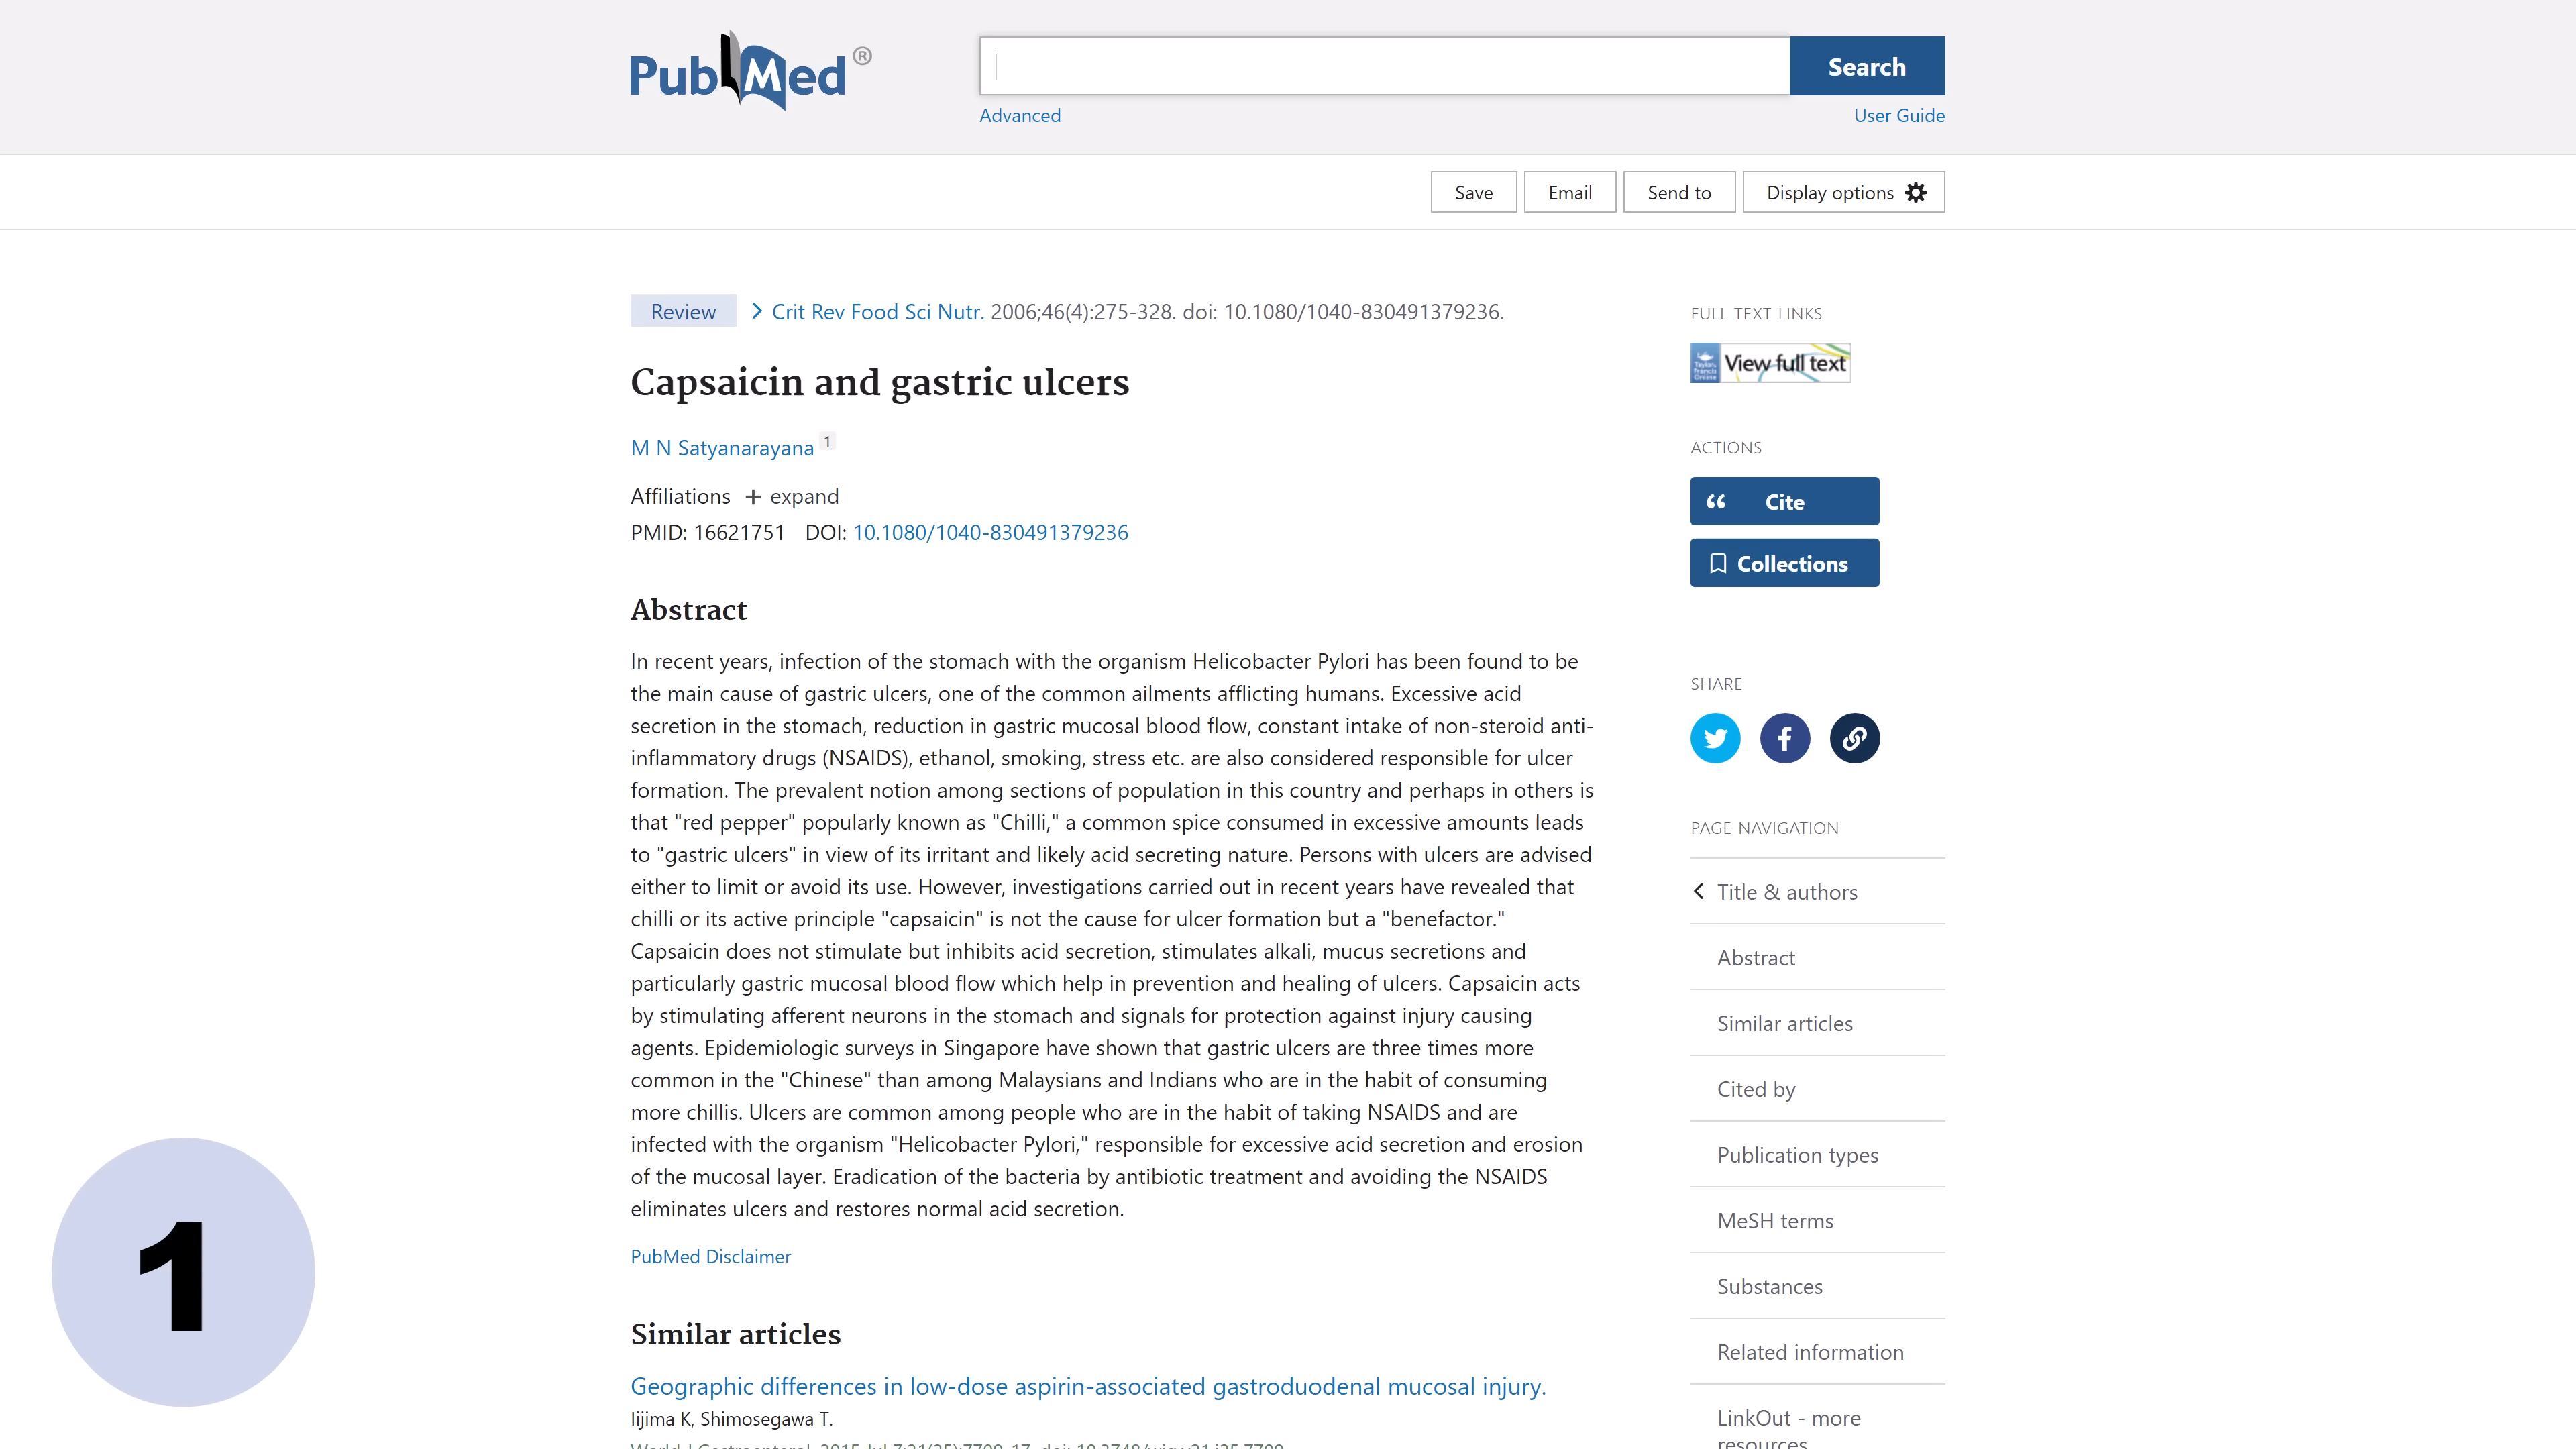 PubMed®
Search
Advanced
User Guide
Save
Email
Send to
Display options
Review
Crit Rev Food Sci Nutr. 2006;46(4):275-328. doi: 10.1080/1040-830491379236.
Capsaicin and gastric ulcers
M N Satyanarayana 1
Affiliations + expand
PMID: 16621751 DOI: 10.1080/1040-830491379236
Abstract
In recent years, infection of the stomach with the organism Helicobacter Pylori has been found to be
the main cause of gastric ulcers, one of the common ailments afflicting humans. Excessive acid
secretion in the stomach, reduction in gastric mucosal blood flow, constant intake of non-steroid anti-
inflammatory drugs (NSAIDS), ethanol, smoking, stress etc. are also considered responsible for ulcer
formation. The prevalent notion among sections of population in this country and perhaps in others is
that "red pepper" popularly known as "Chilli," a common spice consumed in excessive amounts leads
to "gastric ulcers" in view of its irritant and likely acid secreting nature. Persons with ulcers are advised
either to limit or avoid its use. However, investigations carried out in recent years have revealed that
chilli or its active principle "capsaicin" is not the cause for ulcer formation but a "benefactor."
Capsaicin does not stimulate but inhibits acid secretion, stimulates alkali, mucus secretions and
particularly gastric mucosal blood flow which help in prevention and healing of ulcers. Capsaicin acts
by stimulating afferent neurons in the stomach and signals for protection against injury causing
agents. Epidemiologic surveys in Singapore have shown that gastric ulcers are three times more
common in the "Chinese" than among Malaysians and Indians who are in the habit of consuming
more chillis. Ulcers are common among people who are in the habit of taking NSAIDS and are
infected with the organism "Helicobacter Pylori," responsible for excessive acid secretion and erosion
of the mucosal layer. Eradication of the bacteria by antibiotic treatment and avoiding the NSAIDS
eliminates ulcers and restores normal acid secretion.
PubMed Disclaimer
Similar articles
Geographic differences in low-dose aspirin-associated gastroduodenal mucosal injury.
Iijima K, Shimosegawa T.
FULL TEXT LINKS
Taylor & Francis Online
View full text
ACTIONS
Cite
Collections
SHARE
PAGE NAVIGATION
Title & authors
Abstract
Similar articles
Cited by
Publication types
MeSH terms
Substances
Related information
LinkOut - more
resources
1